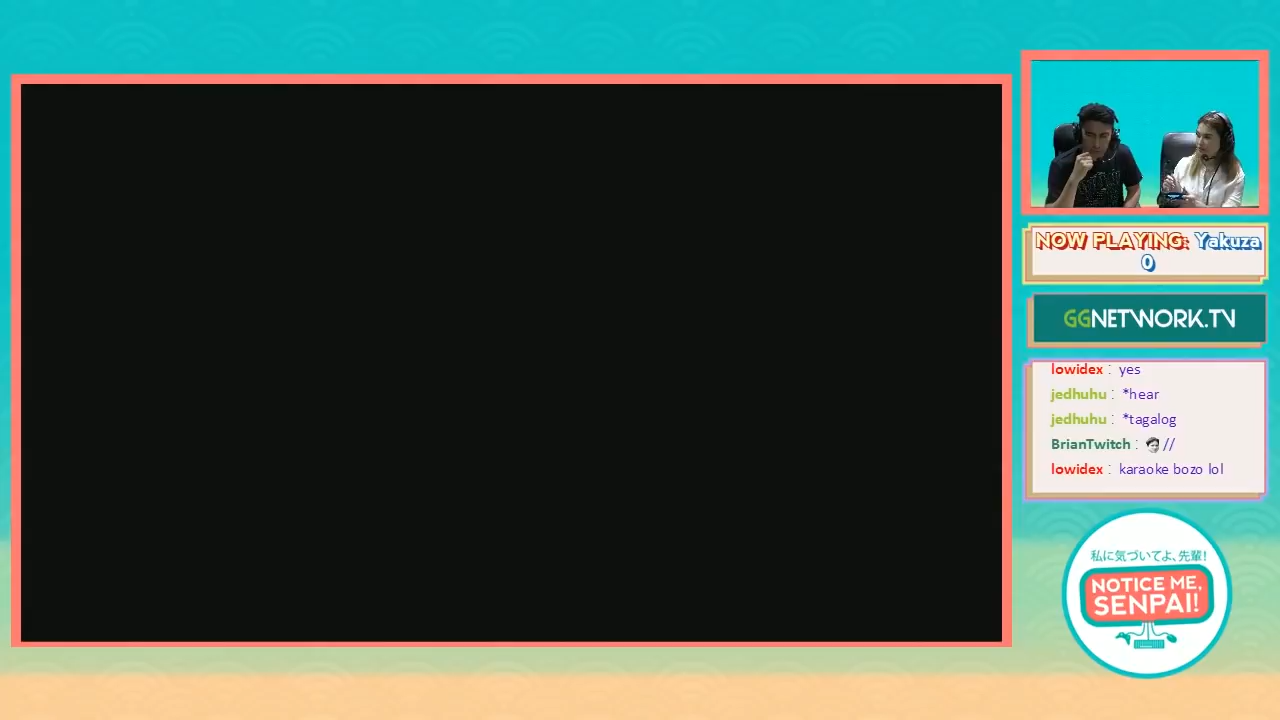 NOW PLAYING: Yakuza
0
GGNETWORK.TV
lowidex : yes
jedhuhu : *hear
jedhuhu : *tagalog
BrianTwitch : //
lowidex : karaoke bozo lol
私に気づいてよ、先輩!
NOTICE ME,
SENPAI!